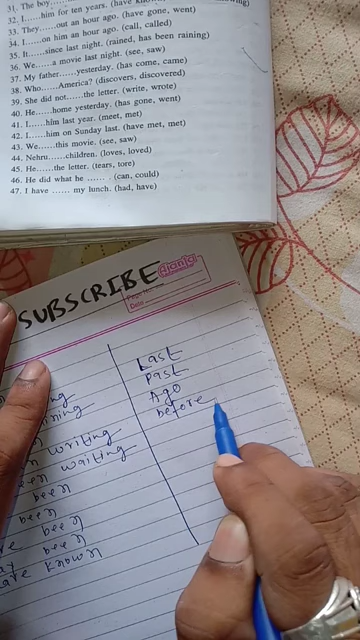 31. The boy
32. I......him for ten years. (have
33. They......out an hour ago. (have gone, went)
34. I......on him an hour ago. (call, called)
35. It......since last night. (rained, has been raining)
36. We......a movie last night. (see, saw)
37. My father......yesterday. (has come, came)
38. Who......America? (discovers, discovered)
39. She did not......the letter. (write, wrote)
40. He......home yesterday. (has gone, went)
41. I......him last year. (meet, met)
42. I......him on Sunday last. (have met, met)
43. We......this movie. (see, saw)
44. Nehru......children. (loves, loved)
45. He......the letter. (tears, tore)
46. He did what he ...... . (can, could)
47. I have ...... my lunch. (had, have)
SUBSCRIBE
Date
Last
past
Ago
before
writing
waiting
been
been
been
been
known